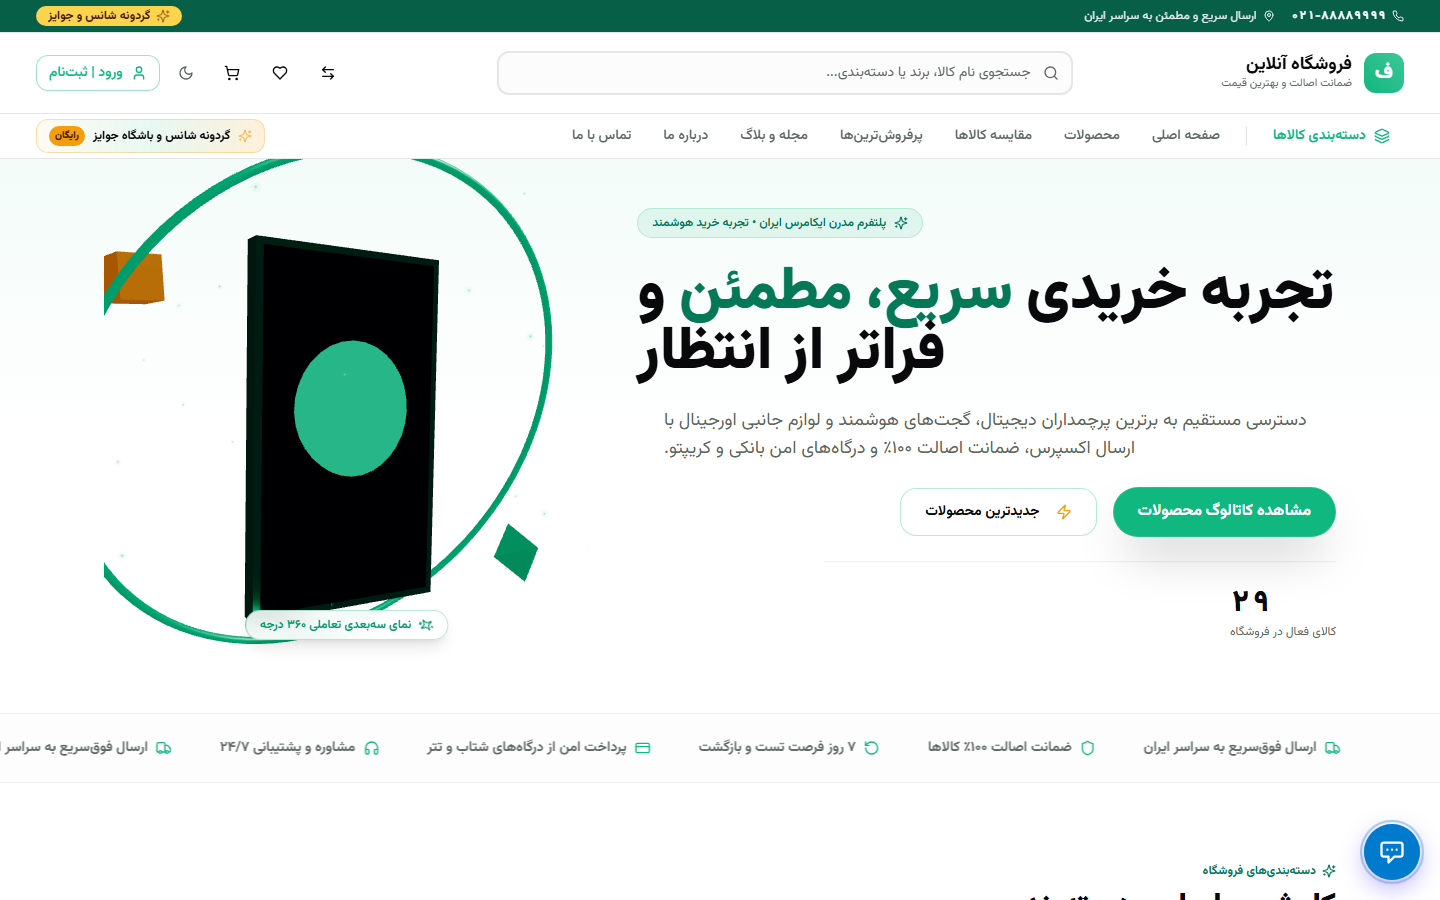 ۰۲۱-۸۸۸۸۹۹۹۹
ارسال سریع و مطمئن به سراسر ایران
گردونه شانس و جوایز
ف
فروشگاه آنلاین
ضمانت اصالت و بهترین قیمت
جستجوی نام کالا، برند یا دسته‌بندی...
ورود | ثبت‌نام
دسته‌بندی کالاها
صفحه اصلی
محصولات
مقایسه کالاها
پرفروش‌ترین‌ها
مجله و بلاگ
درباره ما
تماس با ما
گردونه شانس و باشگاه جوایز
رایگان
پلتفرم مدرن ایکامرس ایران • تجربه خرید هوشمند
تجربه خریدی سریع، مطمئن و
فراتر از انتظار
دسترسی مستقیم به برترین پرچمداران دیجیتال، گجت‌های هوشمند و لوازم جانبی اورجینال با
ارسال اکسپرس، ضمانت اصالت ۱۰۰٪ و درگاه‌های امن بانکی و کریپتو.
مشاهده کاتالوگ محصولات
جدیدترین محصولات
۲۹
کالای فعال در فروشگاه
نمای سه‌بعدی تعاملی ۳۶۰ درجه
ارسال فوق‌سریع به سراسر ایران
ضمانت اصالت ۱۰۰٪ کالاها
۷ روز فرصت تست و بازگشت
پرداخت امن از درگاه‌های شتاب و تتر
مشاوره و پشتیبانی ۲۴/۷
ارسال فوق‌سریع به سراسر
دسته‌بندی‌های فروشگاه